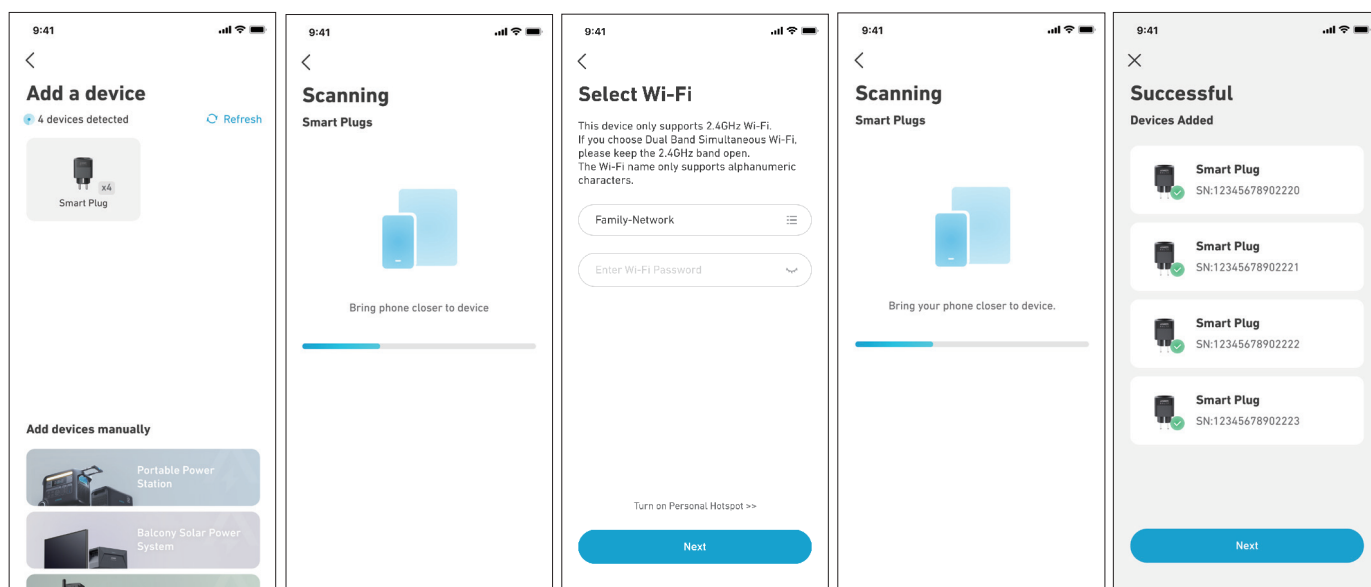 9:41
Add a device
4 devices detected
Refresh
x4
Smart Plug
Add devices manually
Portable Power
Station
Balcony Solar Power
System
9:41
Scanning
Smart Plugs
Bring phone closer to device
9:41
Select Wi-Fi
This device only supports 2.4GHz Wi-Fi.
If you choose Dual Band Simultaneous Wi-Fi,
please keep the 2.4GHz band open.
The Wi-Fi name only supports alphanumeric
characters.
Family-Network
Enter Wi-Fi Password
Turn on Personal Hotspot >>
Next
9:41
Scanning
Smart Plugs
Bring your phone closer to device.
9:41
Successful
Devices Added
Smart Plug
SN:12345678902220
Smart Plug
SN:12345678902221
Smart Plug
SN:12345678902222
Smart Plug
SN:12345678902223
Next